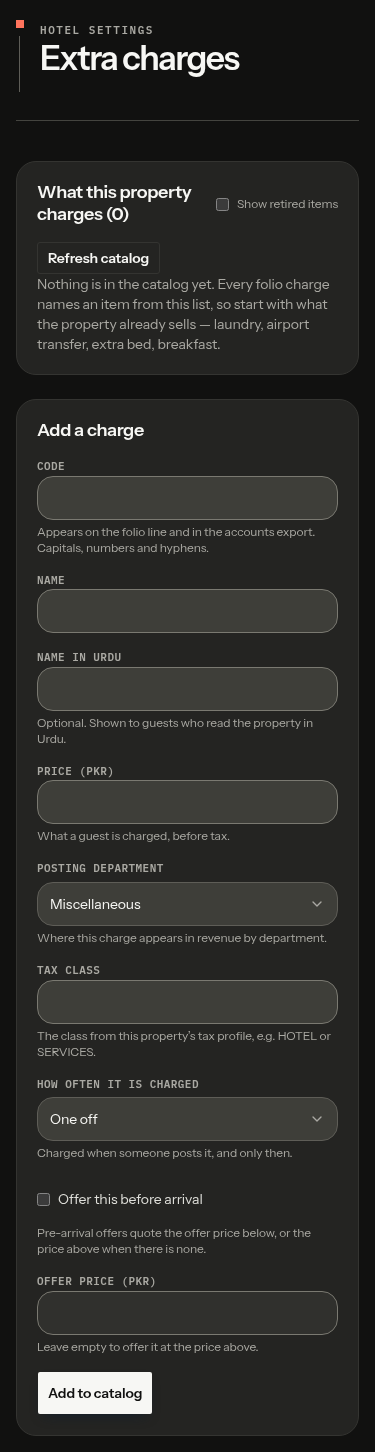 HOTEL SETTINGS
Extra charges
What this property
charges (0)
Show retired items
Refresh catalog
Nothing is in the catalog yet. Every folio charge
names an item from this list, so start with what
the property already sells — laundry, airport
transfer, extra bed, breakfast.
Add a charge
CODE
Appears on the folio line and in the accounts export.
Capitals, numbers and hyphens.
NAME
NAME IN URDU
Optional. Shown to guests who read the property in
Urdu.
PRICE (PKR)
What a guest is charged, before tax.
POSTING DEPARTMENT
Miscellaneous
Where this charge appears in revenue by department.
TAX CLASS
The class from this property's tax profile, e.g. HOTEL or
SERVICES.
HOW OFTEN IT IS CHARGED
One off
Charged when someone posts it, and only then.
Offer this before arrival
Pre-arrival offers quote the offer price below, or the
price above when there is none.
OFFER PRICE (PKR)
Leave empty to offer it at the price above.
Add to catalog